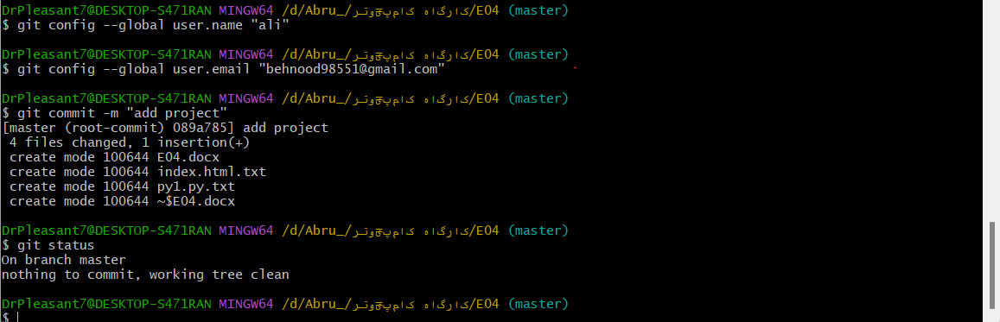 DrPleasant7@DESKTOP-S471RAN MINGW64 /d/Abru_/کارگاه کامپیوتر/E04 (master)
$ git config --global user.name "ali"
DrPleasant7@DESKTOP-S471RAN MINGW64 /d/Abru_/کارگاه کامپیوتر/E04 (master)
$ git config --global user.email "behnood98551@gmail.com"
DrPleasant7@DESKTOP-S471RAN MINGW64 /d/Abru_/کارگاه کامپیوتر/E04 (master)
$ git commit -m "add project"
[master (root-commit) 089a785] add project
4 files changed, 1 insertion(+)
create mode 100644 E04.docx
create mode 100644 index.html.txt
create mode 100644 py1.py.txt
create mode 100644 ~$E04.docx
DrPleasant7@DESKTOP-S471RAN MINGW64 /d/Abru_/کارگاه کامپیوتر/E04 (master)
$ git status
On branch master
nothing to commit, working tree clean
DrPleasant7@DESKTOP-S471RAN MINGW64 /d/Abru_/کارگاه کامپیوتر/E04 (master)
$